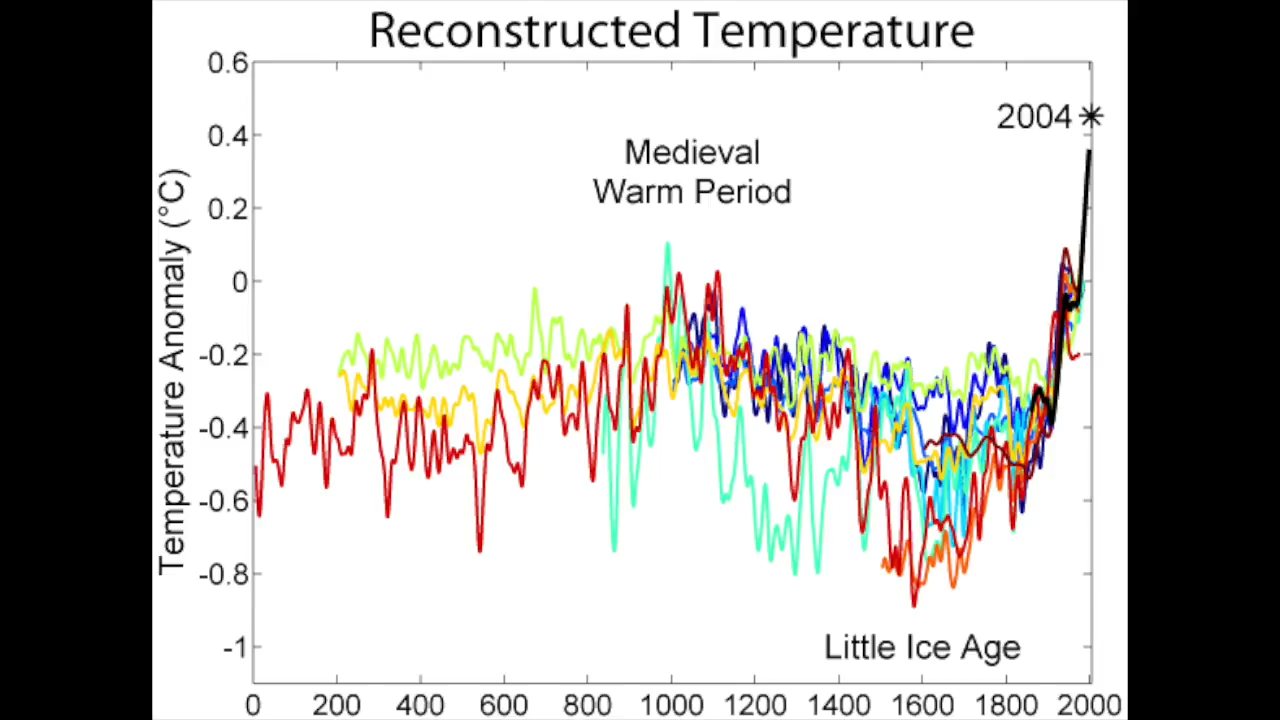 Reconstructed Temperature
0.6
0.4
0.2
0
-0.2
-0.4
-0.6
-0.8
-1
Temperature Anomaly (°C)
2004
Medieval
Warm Period
Little Ice Age
0 200 400 600 800 1000 1200 1400 1600 1800 2000